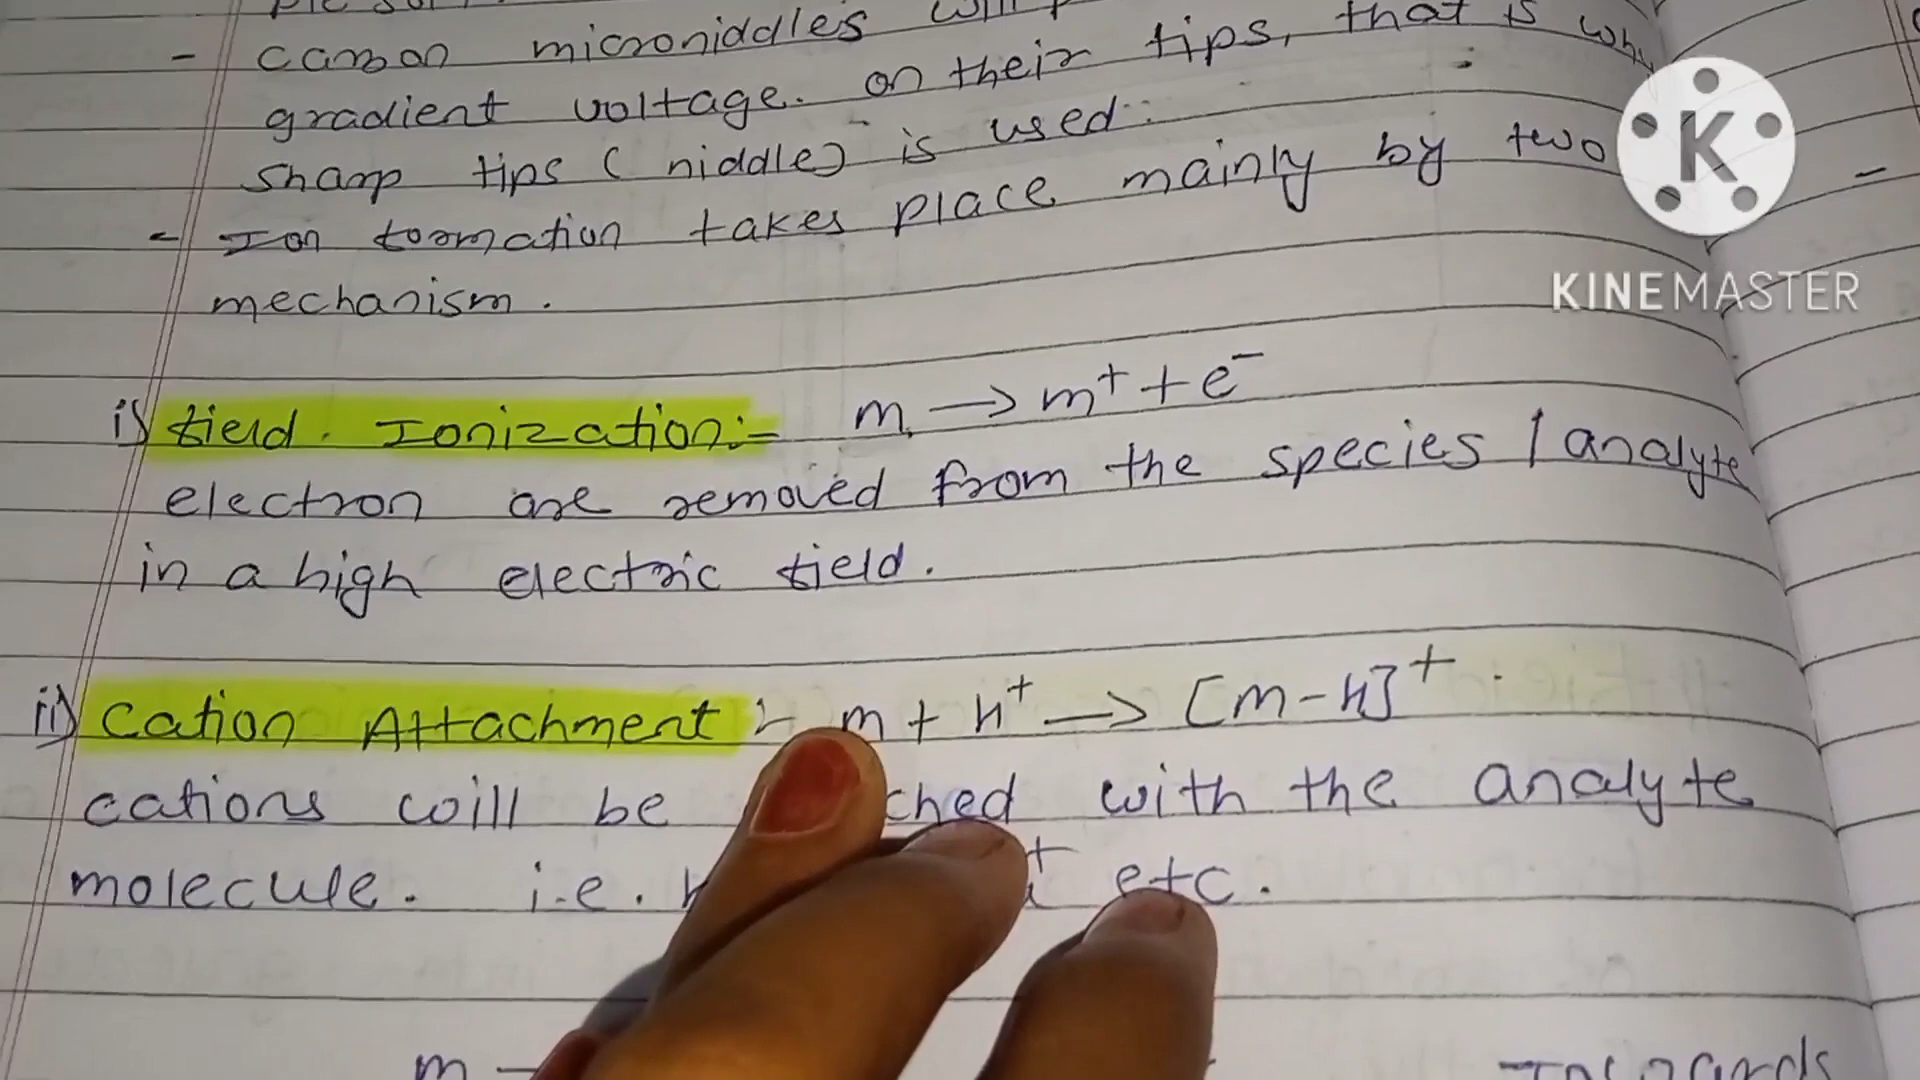 - carbon microniddles will
gradient voltage. on their tips, that is why
sharp tips (niddle) is used.
- Ion formation takes place mainly by two
mechanism.
i) field Ionization:- m → m⁺ + e⁻
electron are removed from the species / analyte
in a high electric field.
ii) Cation Attachment :- m + H⁺ → [m-H]⁺
cations will be ched with the analyte
molecule. i.e. etc.
m
K
KINEMASTER